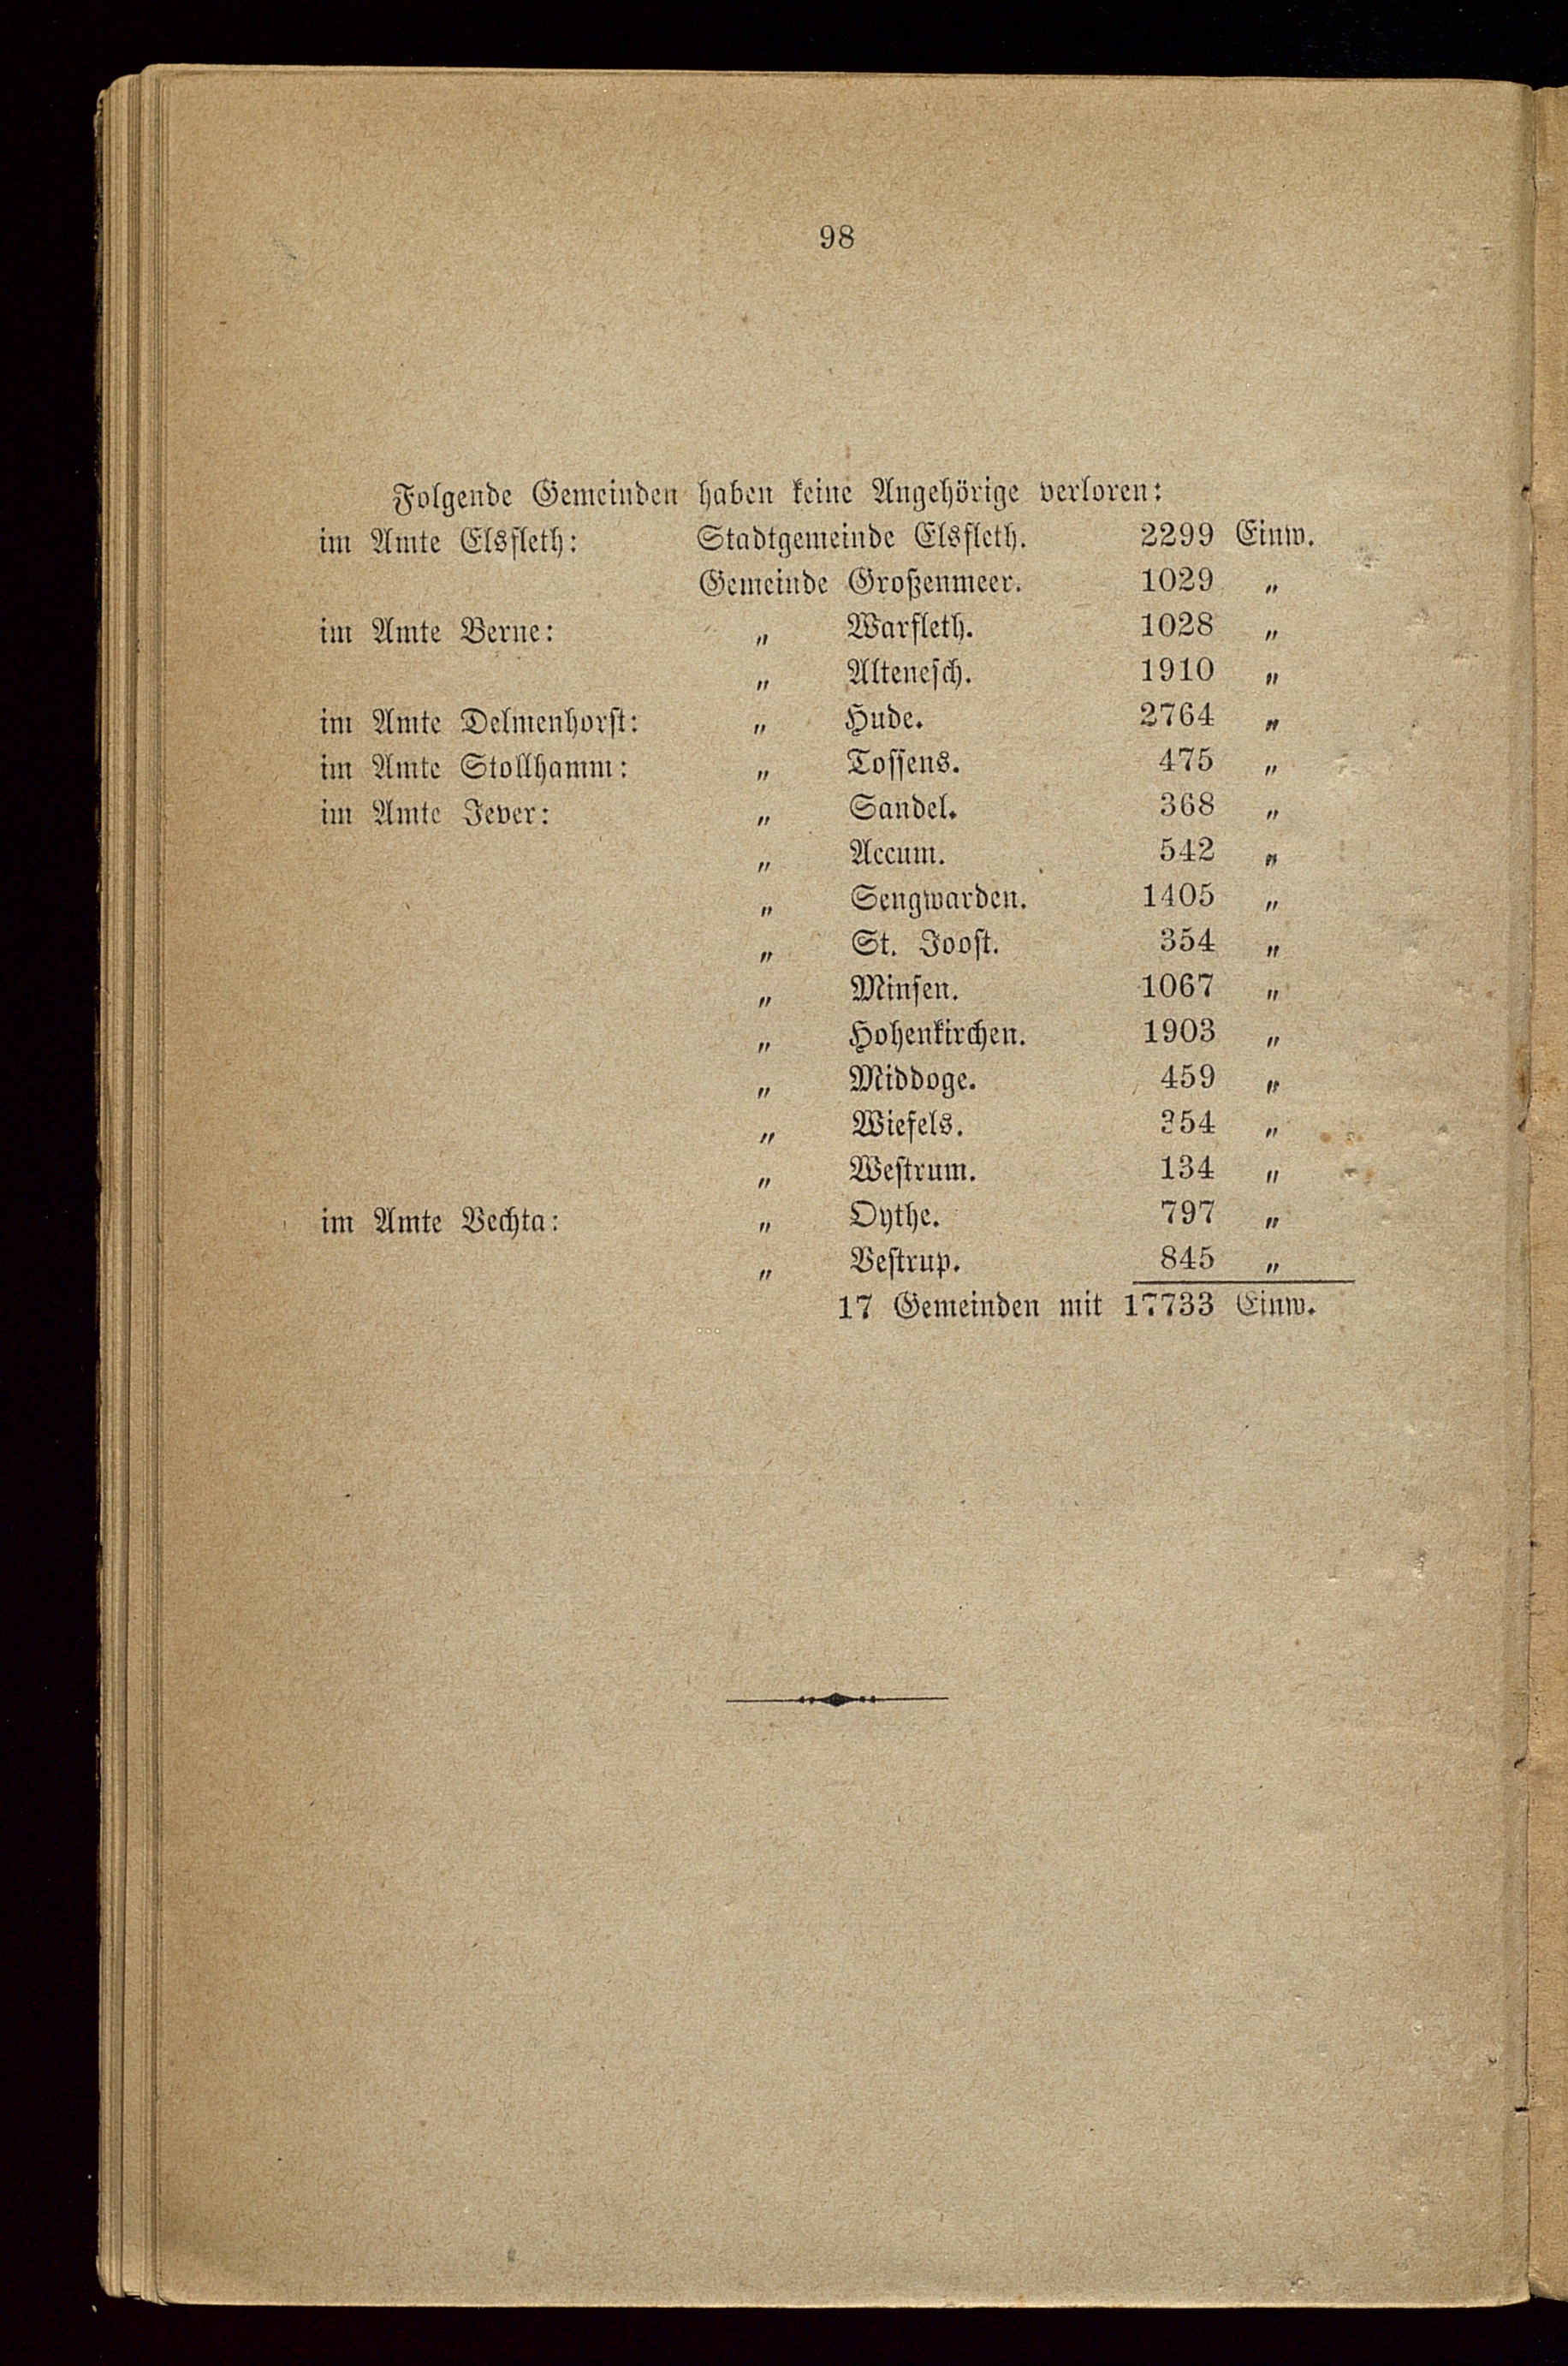 98
Folgende Gemeinden haben keine Angehörige verloren:
im Amte Elsfleth: Stadtgemeinde Elsfleth. 2299 Einw.
Gemeinde Großenmeer. 1029 „
im Amte Berne: „ Warfleth. 1028 „
„ Altenesch. 1910 „
im Amte Delmenhorst: „ Hude. 2764 „
im Amte Stollhamm: „ Tossens. 475 „
im Amte Jever: „ Sandel. 368 „
„ Accum. 542 „
„ Sengwarden. 1405 „
„ St. Joost. 354 „
„ Minsen. 1067 „
„ Hohenkirchen. 1903 „
„ Middoge. 459 „
„ Wiefels. 354 „
„ Westrum. 134 „
im Amte Vechta: „ Oythe. 797 „
„ Vestrup. 845 „
17 Gemeinden mit 17733 Einw.